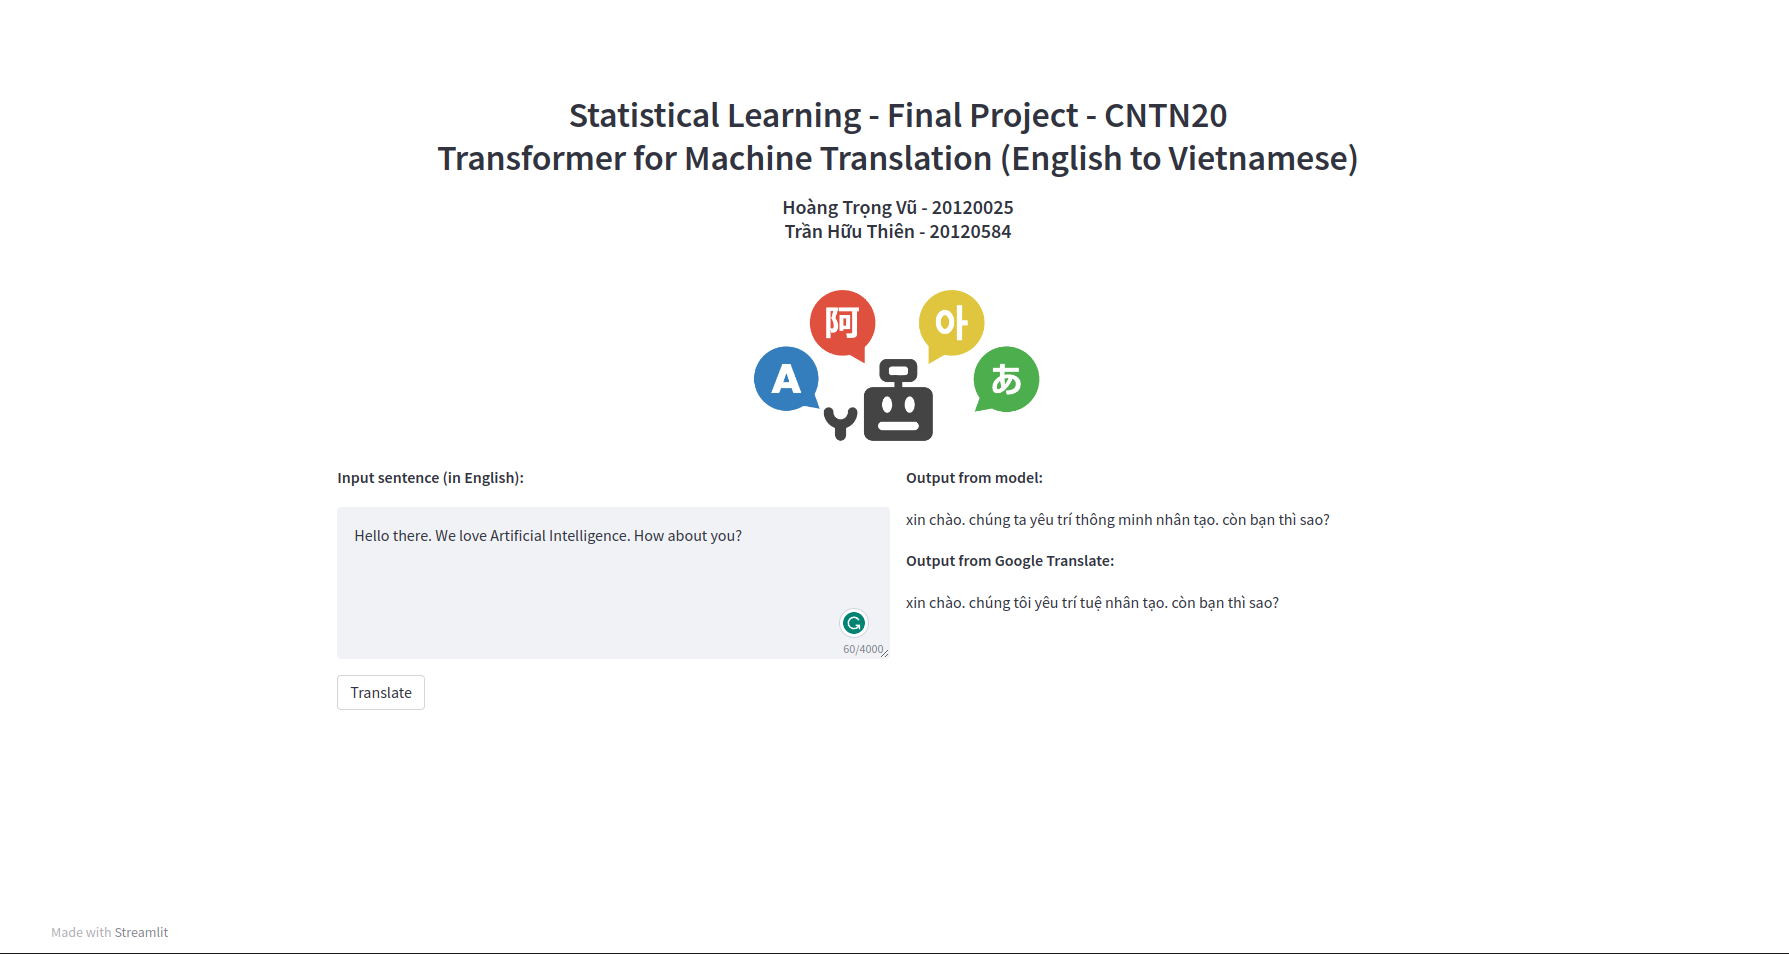 Statistical Learning - Final Project - CNTN20
Transformer for Machine Translation (English to Vietnamese)
Hoàng Trọng Vũ - 20120025
Trần Hữu Thiên - 20120584
阿
아
A
あ
Input sentence (in English):
Hello there. We love Artificial Intelligence. How about you?
60/4000
Translate
Output from model:
xin chào. chúng ta yêu trí thông minh nhân tạo. còn bạn thì sao?
Output from Google Translate:
xin chào. chúng tôi yêu trí tuệ nhân tạo. còn bạn thì sao?
Made with Streamlit